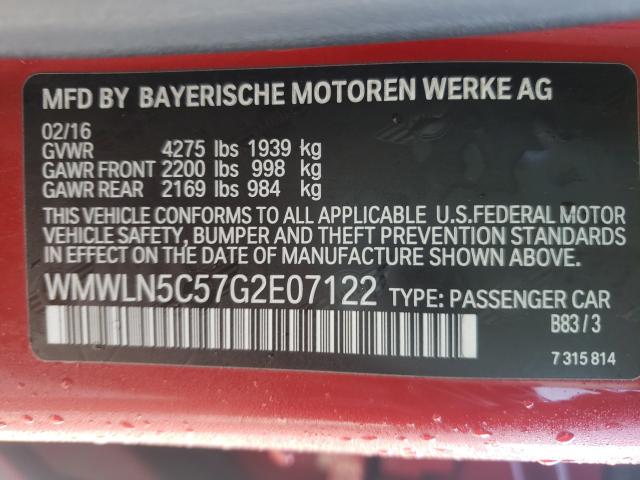 MFD BY BAYERISCHE MOTOREN WERKE AG
02/16
GVWR 4275 lbs 1939 kg
GAWR FRONT 2200 lbs 998 kg
GAWR REAR 2169 lbs 984 kg
THIS VEHICLE CONFORMS TO ALL APPLICABLE U.S.FEDERAL MOTOR
VEHICLE SAFETY, BUMPER AND THEFT PREVENTION STANDARDS
IN EFFECT ON THE DATE OF MANUFACTURE SHOWN ABOVE.
WMWLN5C57G2E07122 TYPE: PASSENGER CAR
B83/3
7 315 814